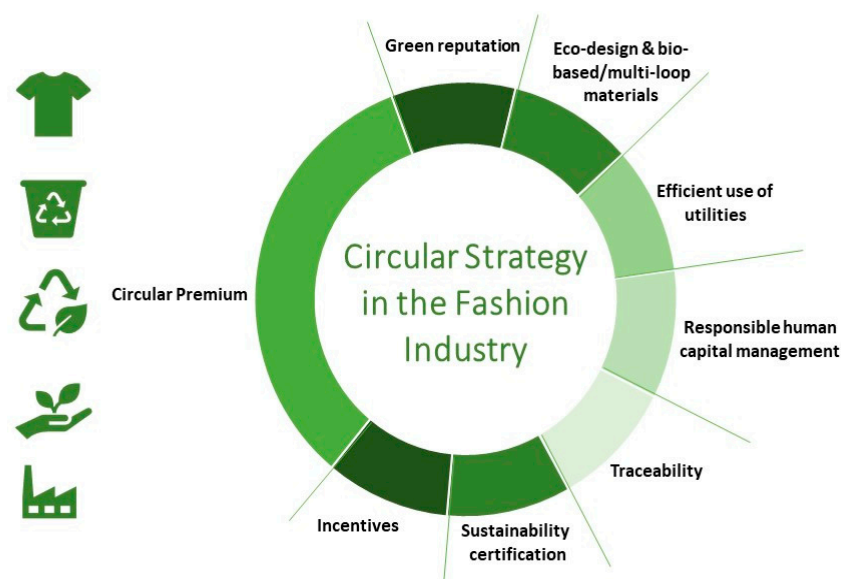 Green reputation
Eco-design & bio-
based/multi-loop
materials
Efficient use of
utilities
Responsible human
capital management
Traceability
Sustainability
certification
Incentives
Circular Premium
Circular Strategy
in the Fashion
Industry